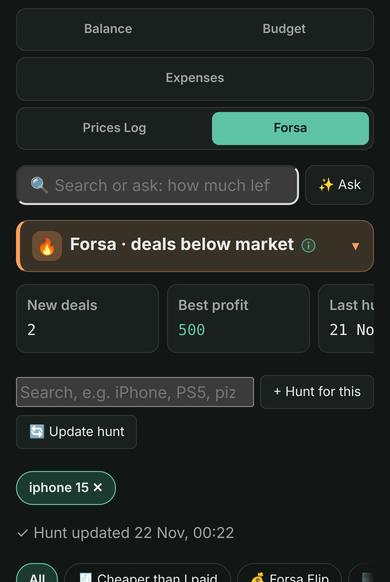 Balance Budget
Expenses
Prices Log Forsa
🔍 Search or ask: how much lef ✨ Ask
🔥 Forsa · deals below market ⓘ ▼
New deals Best profit Last hu
2 500 21 No
Search, e.g. iPhone, PS5, piz + Hunt for this
🔄 Update hunt
iphone 15 ✕
✓ Hunt updated 22 Nov, 00:22
All 🧾 Cheaper than I paid 💰 Forsa Flip